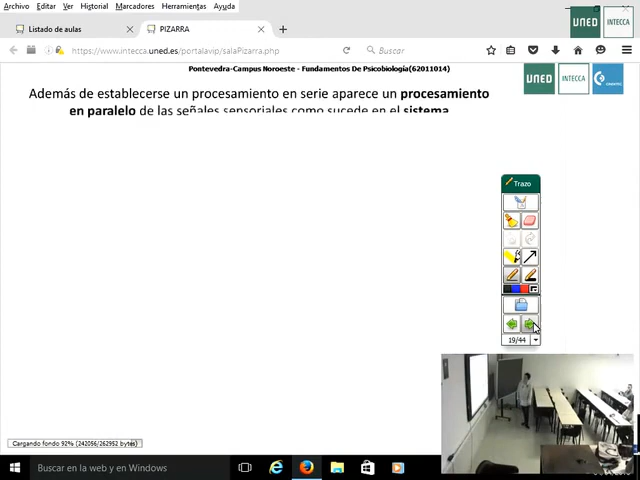 Archivo Editar Ver Historial Marcadores Herramientas Ayuda
Listado de aulas
PIZARRA
https://www.intecca.uned.es/portalavip/salaPizarra.php
Buscar
Pontevedra-Campus Noroeste - Fundamentos De Psicobiología(62011014)
UNED
INTECCA
UNED
INTECCA
Además de establecerse un procesamiento en serie aparece un procesamiento
en paralelo de las señales sensoriales como sucede en el sistema
Trazo
19/44
Cargando fondo 92% (242056/262952 bytes)
Buscar en la web y en Windows